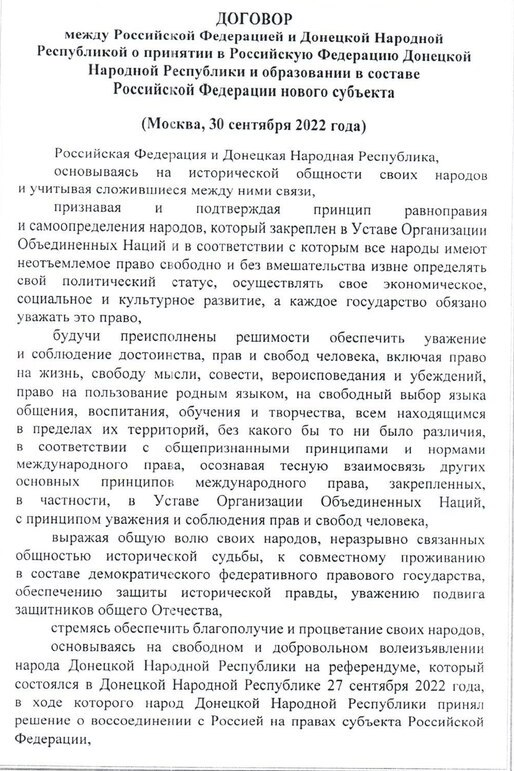 ДОГОВОР
между Российской Федерацией и Донецкой Народной
Республикой о принятии в Российскую Федерацию Донецкой
Народной Республики и образовании в составе
Российской Федерации нового субъекта
(Москва, 30 сентября 2022 года)
Российская Федерация и Донецкая Народная Республика,
основываясь на исторической общности своих народов
и учитывая сложившиеся между ними связи,
признавая и подтверждая принцип равноправия
и самоопределения народов, который закреплен в Уставе Организации
Объединенных Наций и в соответствии с которым все народы имеют
неотъемлемое право свободно и без вмешательства извне определять
свой политический статус, осуществлять свое экономическое,
социальное и культурное развитие, а каждое государство обязано
уважать это право,
будучи преисполнены решимости обеспечить уважение
и соблюдение достоинства, прав и свобод человека, включая право
на жизнь, свободу мысли, совести, вероисповедания и убеждений,
право на пользование родным языком, на свободный выбор языка
общения, воспитания, обучения и творчества, всем находящимся
в пределах их территорий, без какого бы то ни было различия,
в соответствии с общепризнанными принципами и нормами
международного права, осознавая тесную взаимосвязь других
основных принципов международного права, закрепленных,
в частности, в Уставе Организации Объединенных Наций,
с принципом уважения и соблюдения прав и свобод человека,
выражая общую волю своих народов, неразрывно связанных
общностью исторической судьбы, к совместному проживанию
в составе демократического федеративного правового государства,
обеспечению защиты исторической правды, уважению подвига
защитников общего Отечества,
стремясь обеспечить благополучие и процветание своих народов,
основываясь на свободном и добровольном волеизъявлении
народа Донецкой Народной Республики на референдуме, который
состоялся в Донецкой Народной Республике 27 сентября 2022 года,
в ходе которого народ Донецкой Народной Республики принял
решение о воссоединении с Россией на правах субъекта Российской
Федерации,